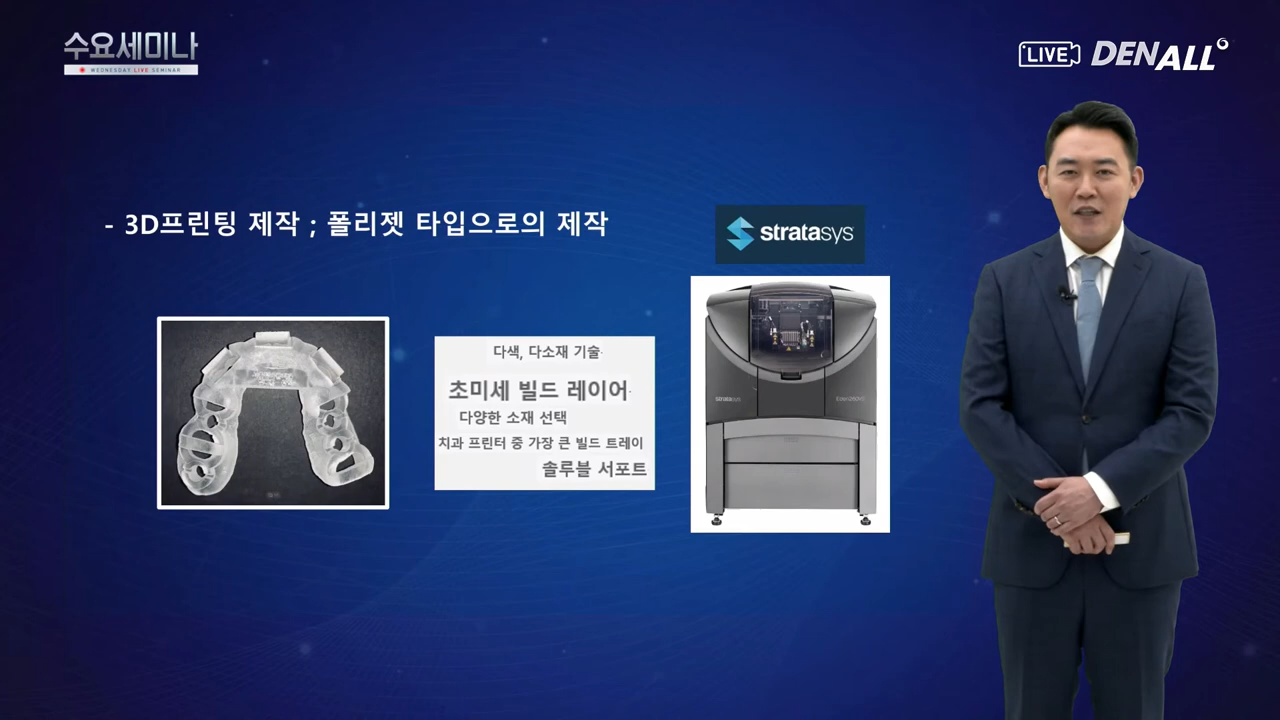 수요세미나
WEDNESDAY LIVE SEMINAR
LIVE DENALL
- 3D프린팅 제작 ; 폴리젯 타입으로의 제작
stratasys
다색, 다소재 기술
초미세 빌드 레이어
다양한 소재 선택
치과 프린터 중 가장 큰 빌드 트레이
솔루블 서포트
stratasys